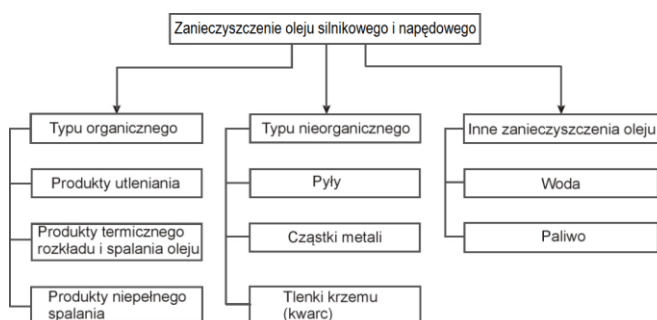 Zanieczyszczenie oleju silnikowego i napędowego
Typu organicznego
Typu nieorganicznego
Inne zanieczyszczenia oleju
Produkty utleniania
Pyły
Woda
Produkty termicznego
rozkładu i spalania oleju
Cząstki metali
Paliwo
Produkty niepełnego
spalania
Tlenki krzemu
(kwarc)